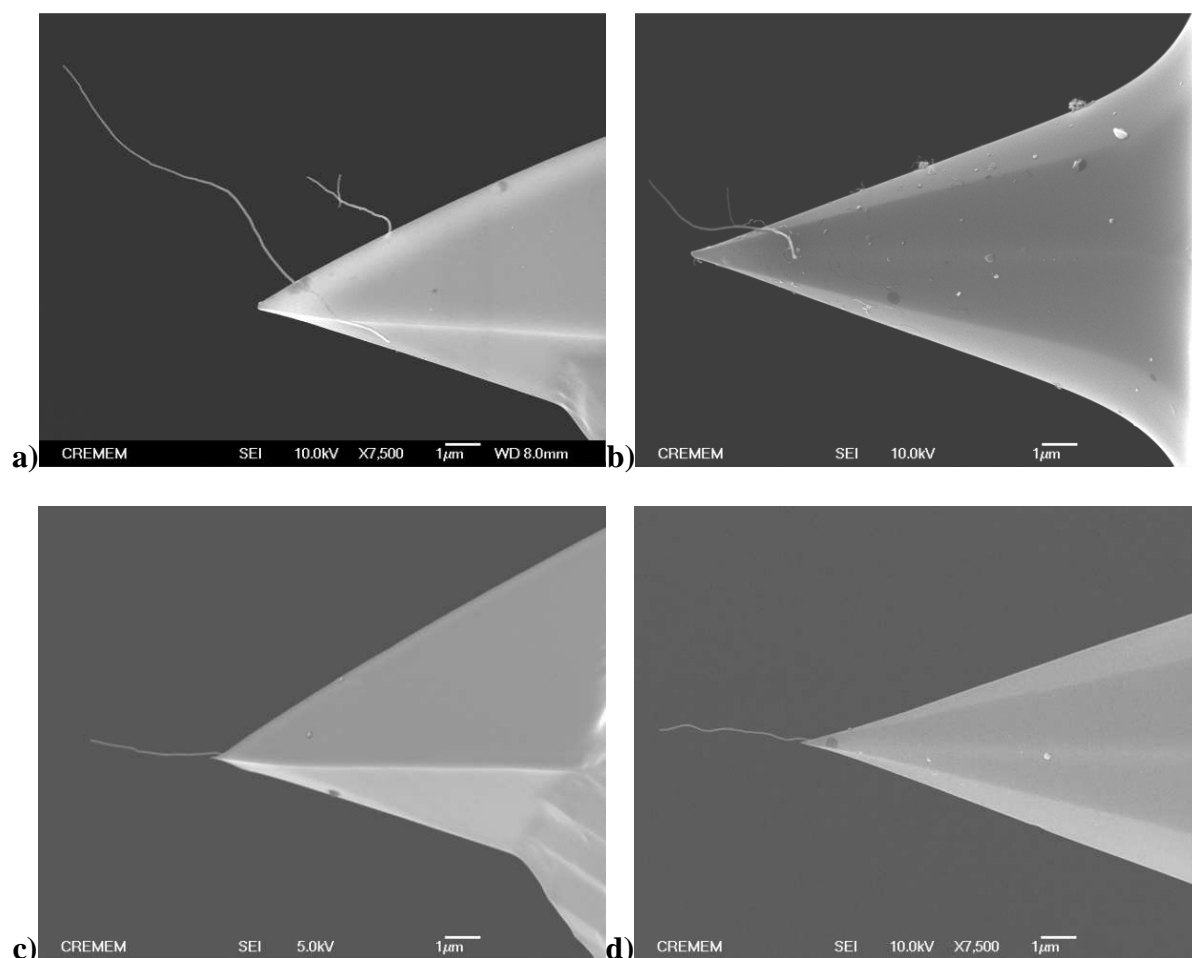 a) CREMEM SEI 10.0kV X7,500 1µm WD 8.0mm
b) CREMEM SEI 10.0kV 1µm
c) CREMEM SEI 5.0kV 1µm
d) CREMEM SEI 10.0kV X7,500 1µm